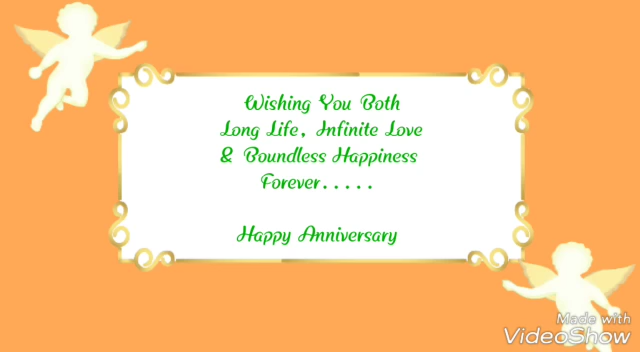 Wishing You Both
Long Life, Infinite Love
& Boundless Happiness
Forever.....
Happy Anniversary
Made with
VideoShow